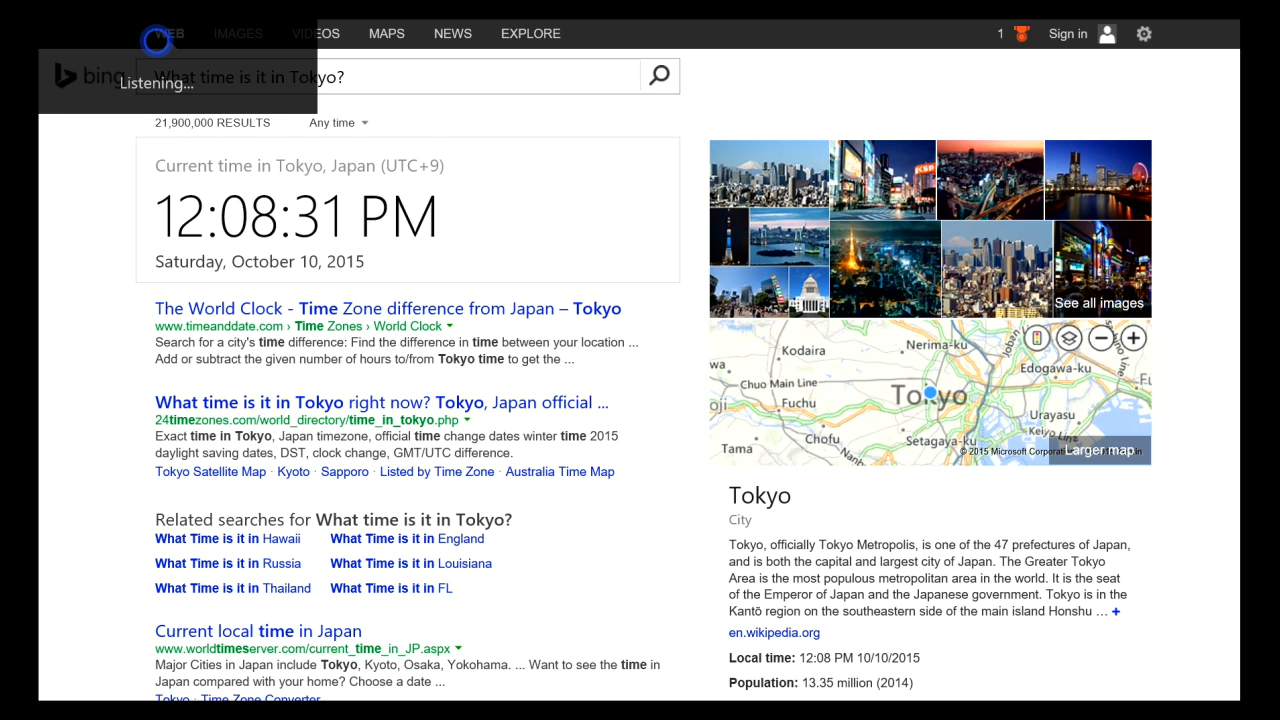 WEB IMAGES VIDEOS MAPS NEWS EXPLORE
1 Sign in
bing
What time is it in Tokyo?
Listening...
21,900,000 RESULTS Any time
Current time in Tokyo, Japan (UTC+9)
12:08:31 PM
Saturday, October 10, 2015
The World Clock - Time Zone difference from Japan – Tokyo
www.timeanddate.com › Time Zones › World Clock
Search for a city's time difference: Find the difference in time between your location ...
Add or subtract the given number of hours to/from Tokyo time to get the ...
What time is it in Tokyo right now? Tokyo, Japan official ...
24timezones.com/world_directory/time_in_tokyo.php
Exact time in Tokyo, Japan timezone, official time change dates winter time 2015
daylight saving dates, DST, clock change, GMT/UTC difference.
Tokyo Satellite Map · Kyoto · Sapporo · Listed by Time Zone · Australia Time Map
Related searches for What time is it in Tokyo?
What Time is it in Hawaii What Time is it in England
What Time is it in Russia What Time is it in Louisiana
What Time is it in Thailand What Time is it in FL
Current local time in Japan
www.worldtimeserver.com/current_time_in_JP.aspx
Major Cities in Japan include Tokyo, Kyoto, Osaka, Yokohama. ... Want to see the time in
Japan compared with your home? Choose a date ...
Tokyo · Time Zone Converter
See all images
Kodaira
Nerima-ku
Edogawa-ku
Chuo Main Line
Tokyo
Fuchu
Urayasu
Chofu
Setagaya-ku
Keiyo Line
Tama
© 2015 Microsoft
Larger map
Tokyo
City
Tokyo, officially Tokyo Metropolis, is one of the 47 prefectures of Japan,
and is both the capital and largest city of Japan. The Greater Tokyo
Area is the most populous metropolitan area in the world. It is the seat
of the Emperor of Japan and the Japanese government. Tokyo is in the
Kantō region on the southeastern side of the main island Honshu ... +
en.wikipedia.org
Local time: 12:08 PM 10/10/2015
Population: 13.35 million (2014)